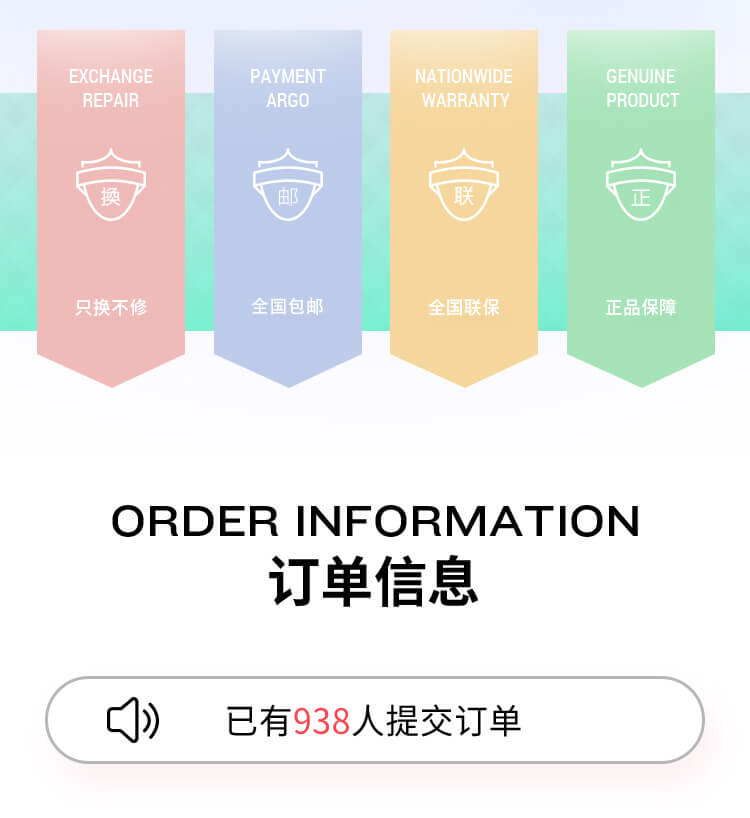 EXCHANGE
REPAIR
換
只换不修
PAYMENT
ARGO
邮
全国包邮
NATIONWIDE
WARRANTY
联
全国联保
GENUINE
PRODUCT
正
正品保障
ORDER INFORMATION
订单信息
已有938人提交订单